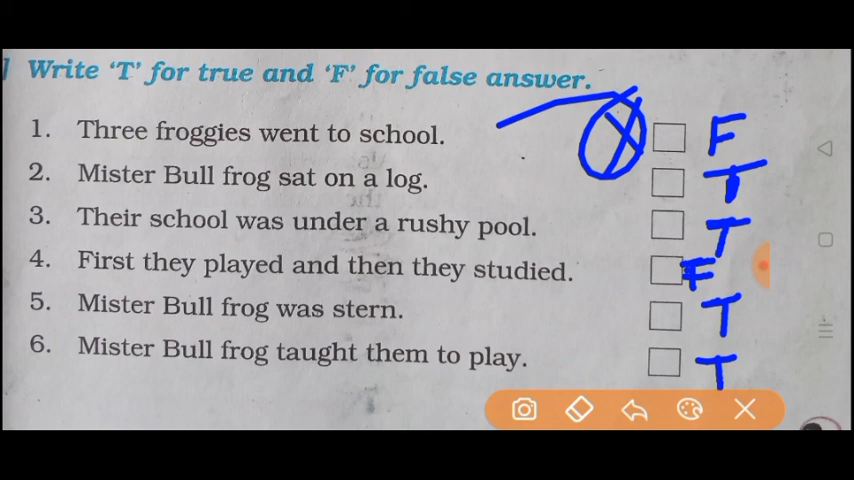 Write 'T' for true and 'F' for false answer.
1. Three froggies went to school. F
2. Mister Bull frog sat on a log. T
3. Their school was under a rushy pool. T
4. First they played and then they studied. F
5. Mister Bull frog was stern. T
6. Mister Bull frog taught them to play. T